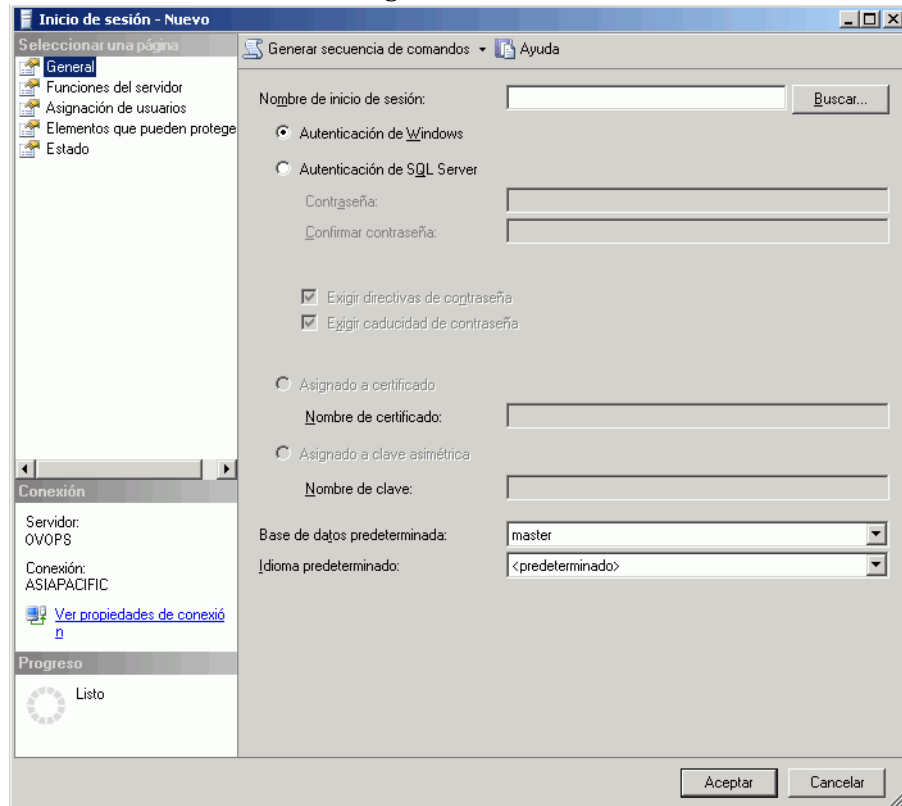 Inicio de sesión - Nuevo
Seleccionar una página
General
Funciones del servidor
Asignación de usuarios
Elementos que pueden protege
Estado
Generar secuencia de comandos
Ayuda
Nombre de inicio de sesión:
Buscar...
Autenticación de Windows
Autenticación de SQL Server
Contraseña:
Confirmar contraseña:
Exigir directivas de contraseña
Exigir caducidad de contraseña
Asignado a certificado
Nombre de certificado:
Asignado a clave asimétrica
Nombre de clave:
Base de datos predeterminada:
master
Idioma predeterminado:
<predeterminado>
Conexión
Servidor:
OVOPS
Conexión:
ASIAPACIFIC
Ver propiedades de conexió
n
Progreso
Listo
Aceptar
Cancelar